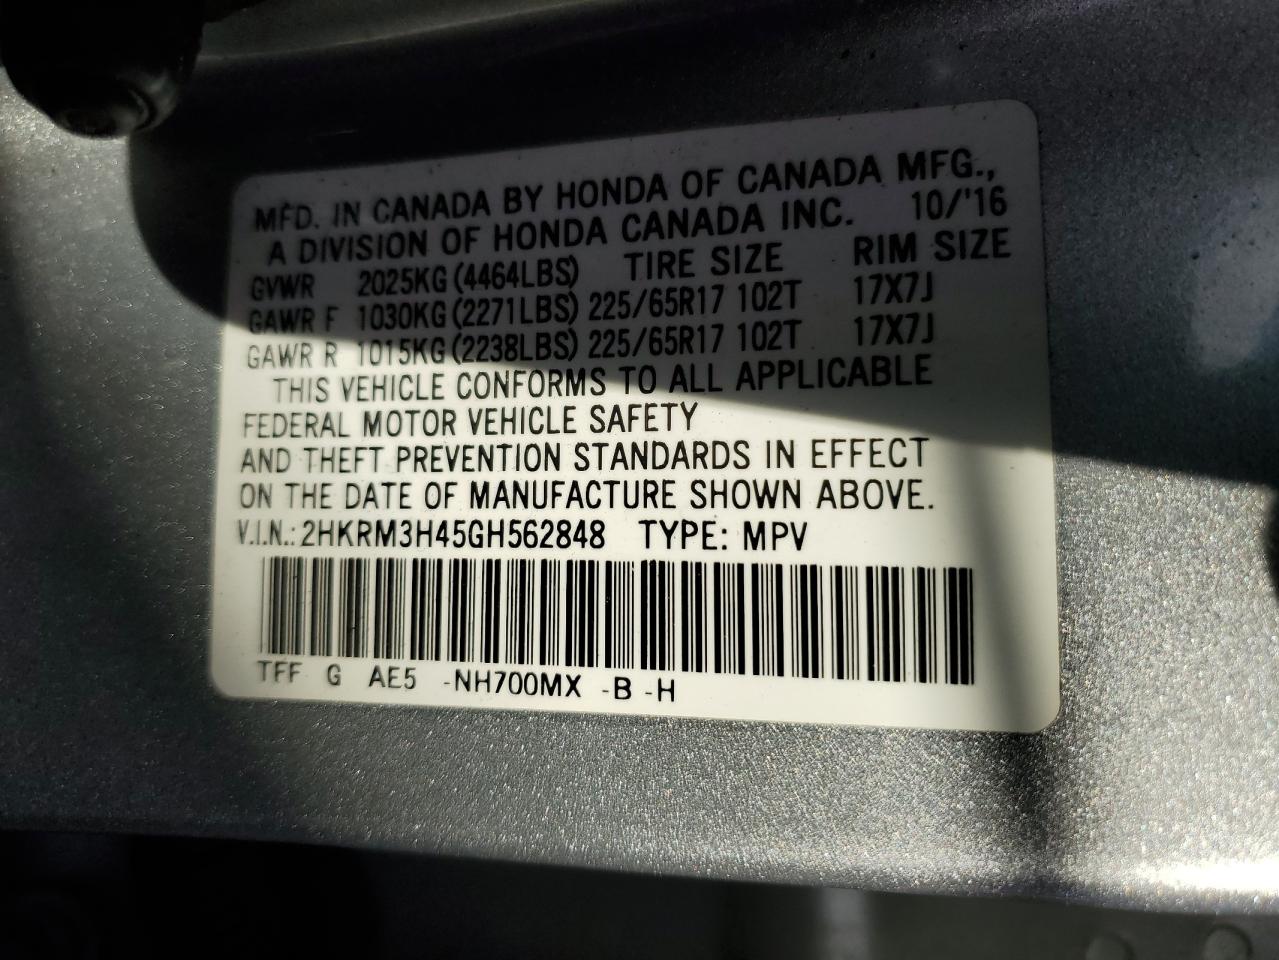 MFD. IN CANADA BY HONDA OF CANADA MFG.,
A DIVISION OF HONDA CANADA INC. 10/'16
GVWR 2025KG (4464LBS) TIRE SIZE RIM SIZE
GAWR F 1030KG (2271LBS) 225/65R17 102T 17X7J
GAWR R 1015KG (2238LBS) 225/65R17 102T 17X7J
THIS VEHICLE CONFORMS TO ALL APPLICABLE
FEDERAL MOTOR VEHICLE SAFETY
AND THEFT PREVENTION STANDARDS IN EFFECT
ON THE DATE OF MANUFACTURE SHOWN ABOVE.
V.I.N.: 2HKRM3H45GH562848 TYPE: MPV
TFF G AE5 -NH700MX -B -H